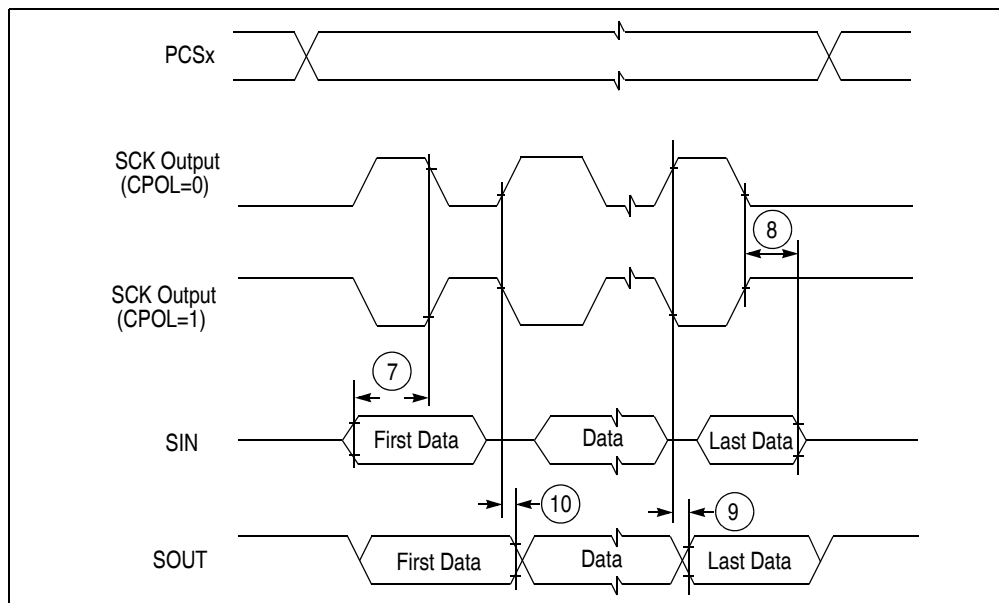 PCSx
SCK Output
(CPOL=0)
8
SCK Output
(CPOL=1)
7
SIN
First Data
Data
Last Data
10
9
SOUT
First Data
Data
Last Data